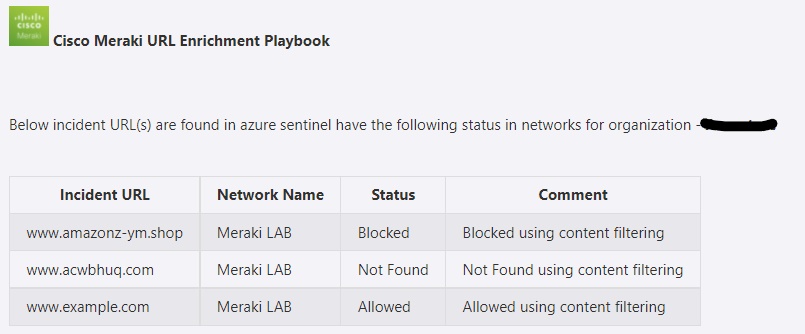 CISCO
Meraki
Cisco Meraki URL Enrichment Playbook
Below incident URL(s) are found in azure sentinel have the following status in networks for organization -
Incident URL Network Name Status Comment
www.amazonz-ym.shop Meraki LAB Blocked Blocked using content filtering
www.acwbhuq.com Meraki LAB Not Found Not Found using content filtering
www.example.com Meraki LAB Allowed Allowed using content filtering